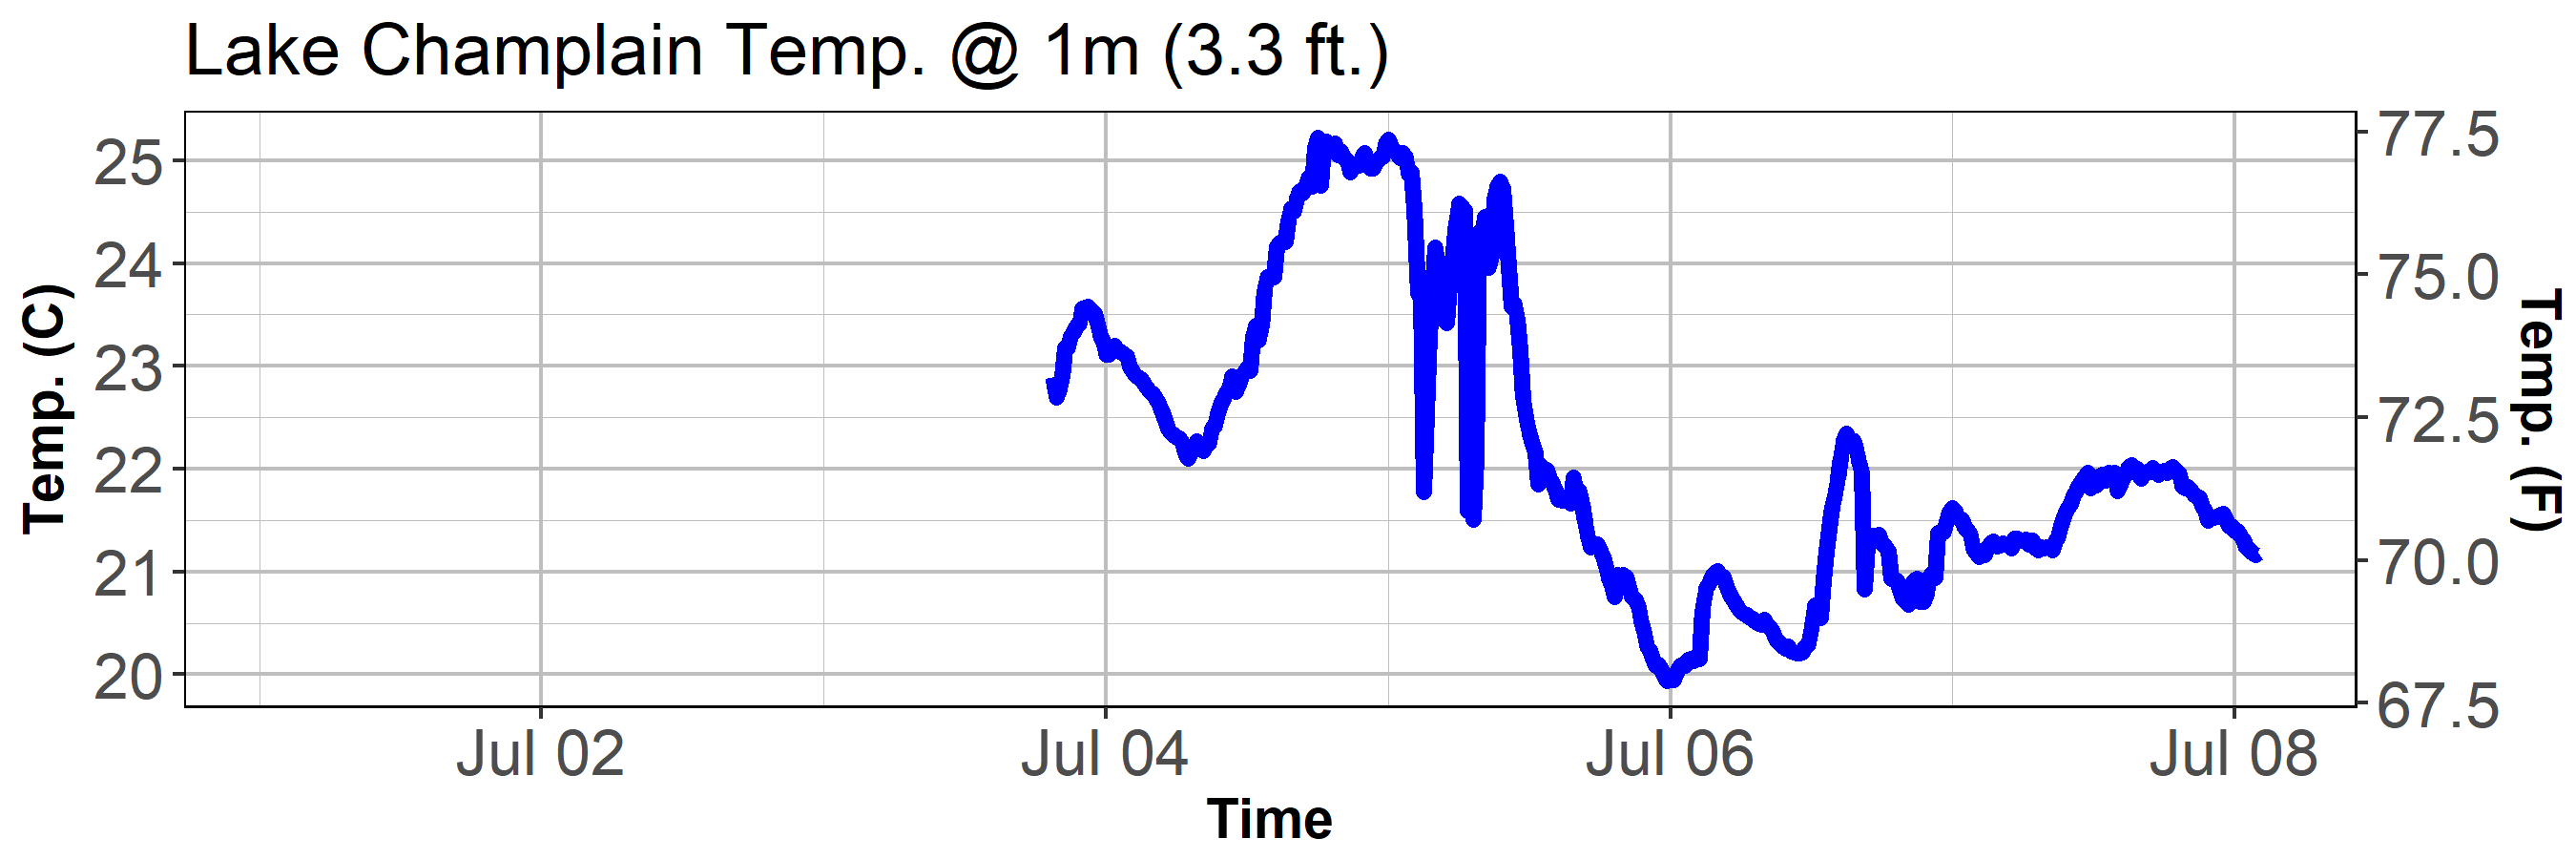 Lake Champlain Temp. @ 1m (3.3 ft.)
25
24
23
22
21
20
Temp. (C)
77.5
75.0
72.5
70.0
67.5
Temp. (F)
Jul 02 Jul 04 Jul 06 Jul 08
Time